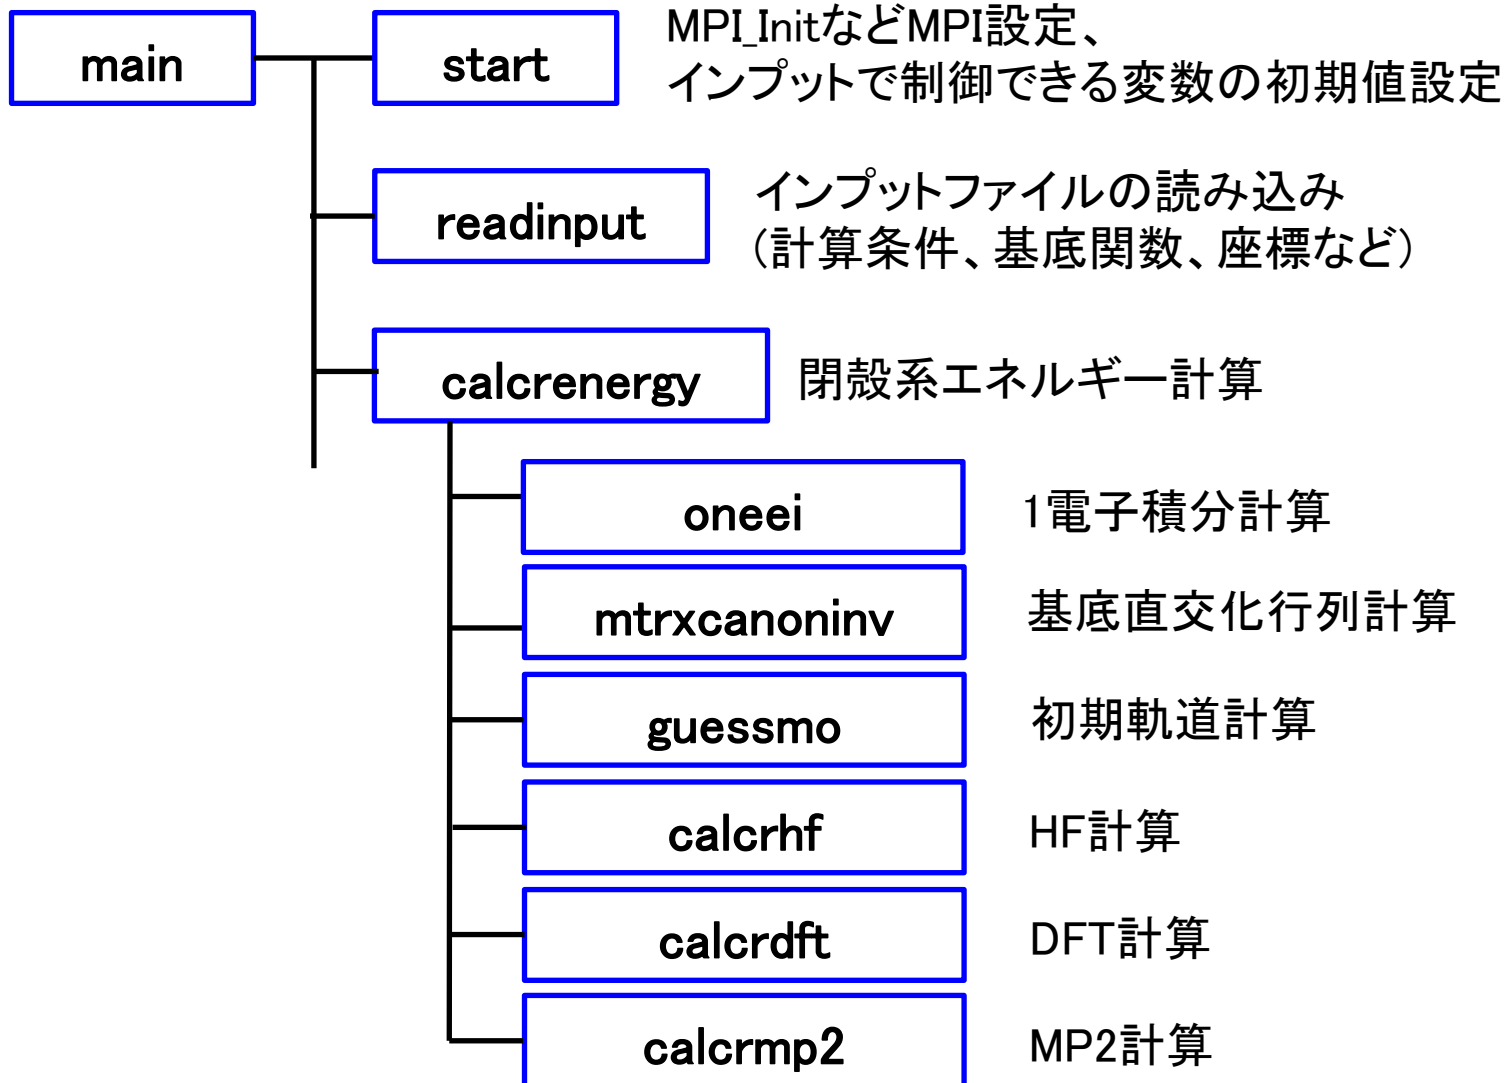 main
start
MPI_InitなどMPI設定、
インプットで制御できる変数の初期値設定
readinput
インプットファイルの読み込み
(計算条件、基底関数、座標など)
calcrenergy
閉殻系エネルギー計算
oneei
1電子積分計算
mtrxcanoninv
基底直交化行列計算
guessmo
初期軌道計算
calcrhf
HF計算
calcrdft
DFT計算
calcrmp2
MP2計算